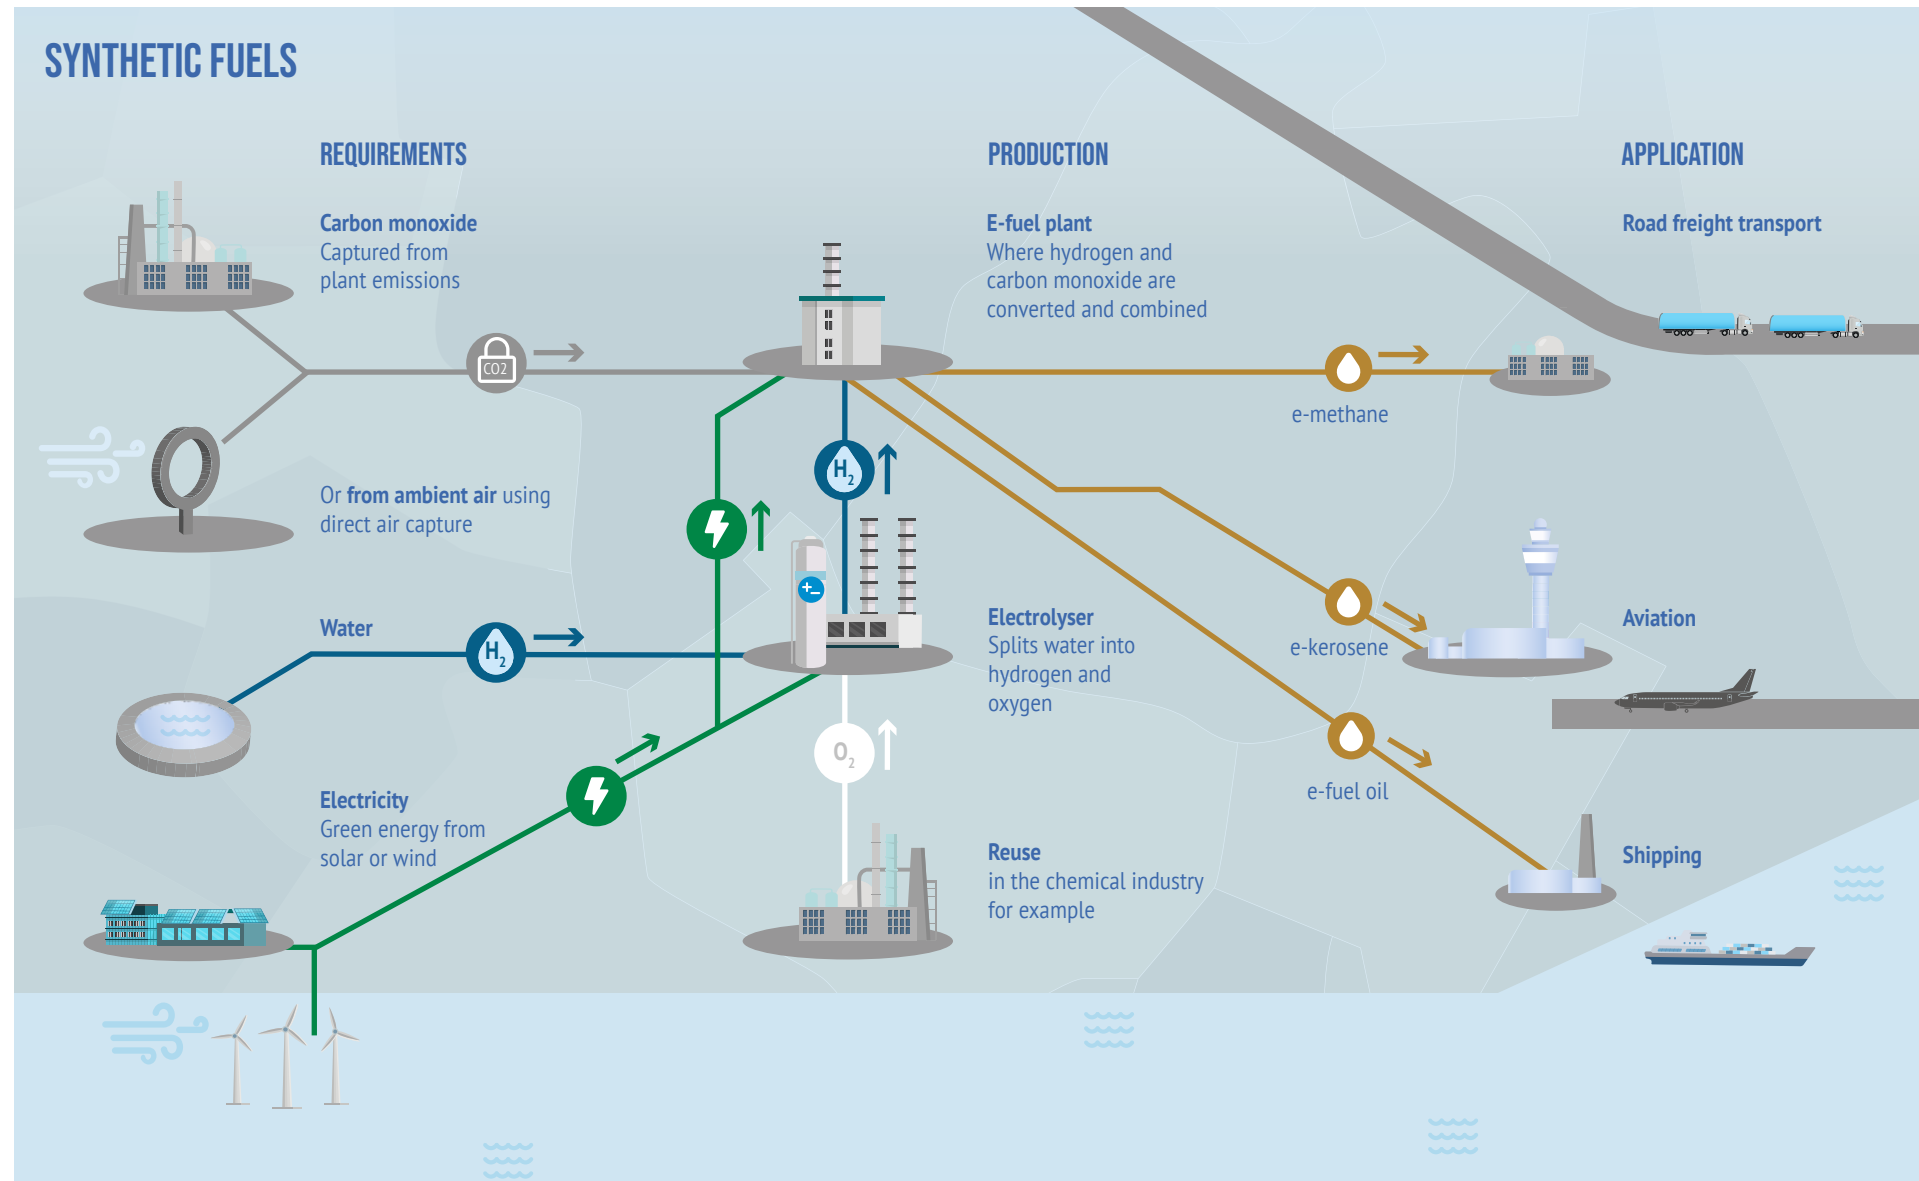 SYNTHETIC FUELS
REQUIREMENTS
Carbon monoxide
Captured from
plant emissions
CO2
Or from ambient air using
direct air capture
Water
H2
Electricity
Green energy from
solar or wind
PRODUCTION
E-fuel plant
Where hydrogen and
carbon monoxide are
converted and combined
H2
+−
Electrolyser
Splits water into
hydrogen and
oxygen
O2
Reuse
in the chemical industry
for example
APPLICATION
Road freight transport
e-methane
Aviation
e-kerosene
e-fuel oil
Shipping